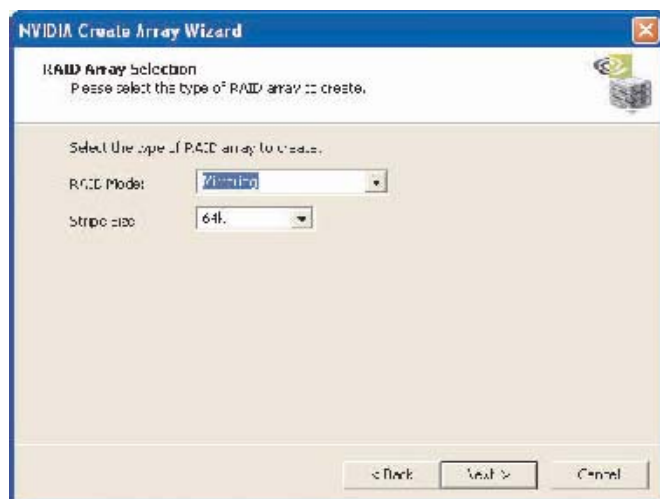 NVIDIA Create Array Wizard
RAID Array Selection
Please select the type of RAID array to create.
Select the type of RAID array to create.
RAID Mode: Mirroring
Stripe Size 64k
< Back Next > Cancel